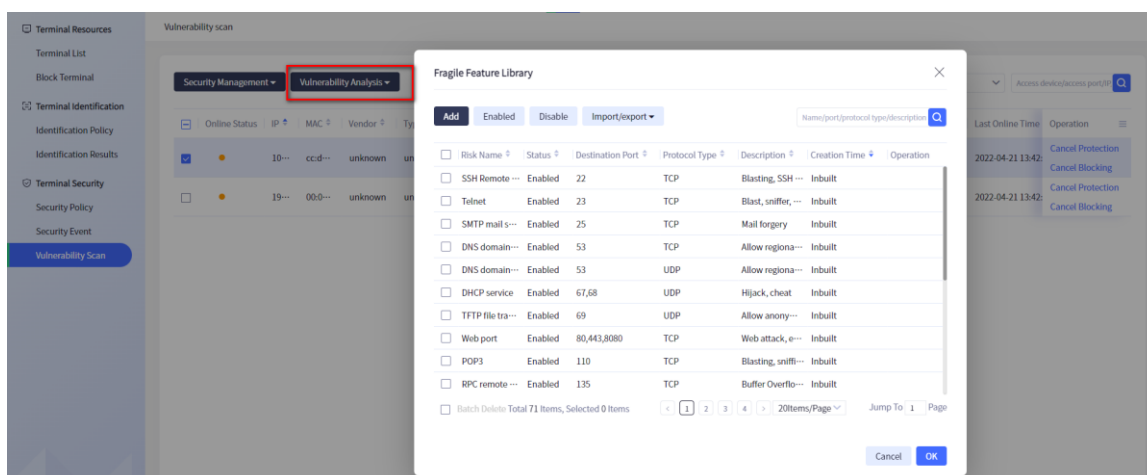 Terminal Resources
Terminal List
Block Terminal
Terminal Identification
Identification Policy
Identification Results
Terminal Security
Security Policy
Security Event
Vulnerability Scan
Vulnerability scan
Security Management
Vulnerability Analysis
Access device/access port/IP
Online Status IP MAC Vendor Ty
Last Online Time Operation
10··· cc:d··· unknown un
2022-04-21 13:42: Cancel Protection
Cancel Blocking
19··· 00:0··· unknown un
2022-04-21 13:42: Cancel Protection
Cancel Blocking
Fragile Feature Library
Add Enabled Disable Import/export
Name/port/protocol type/description
Risk Name Status Destination Port Protocol Type Description Creation Time Operation
SSH Remote ··· Enabled 22 TCP Blasting, SSH ··· Inbuilt
Telnet Enabled 23 TCP Blast, sniffer, ··· Inbuilt
SMTP mail s··· Enabled 25 TCP Mail forgery Inbuilt
DNS domain··· Enabled 53 TCP Allow regiona··· Inbuilt
DNS domain··· Enabled 53 UDP Allow regiona··· Inbuilt
DHCP service Enabled 67,68 UDP Hijack, cheat Inbuilt
TFTP file tra··· Enabled 69 UDP Allow anony··· Inbuilt
Web port Enabled 80,443,8080 TCP Web attack, e··· Inbuilt
POP3 Enabled 110 TCP Blasting, sniffi··· Inbuilt
RPC remote ··· Enabled 135 TCP Buffer Overflo··· Inbuilt
Batch Delete Total 71 Items, Selected 0 Items < 1 2 3 4 > 20Items/Page Jump To 1 Page
Cancel OK